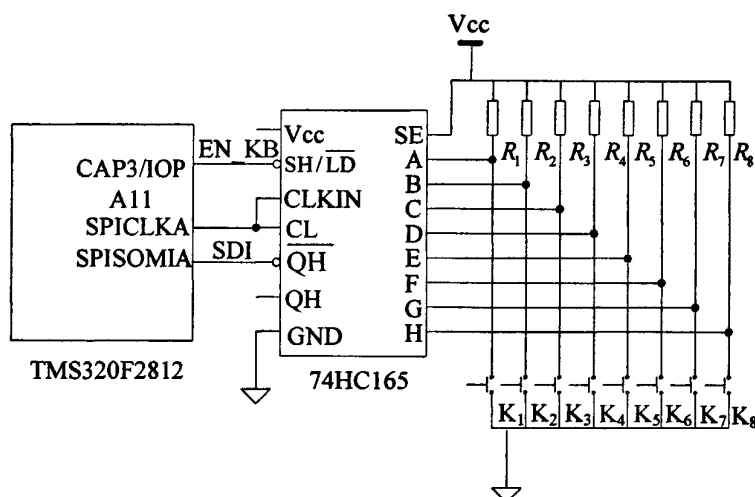 Vcc
Vcc
SE
R1 R2 R3 R4 R5 R6 R7 R8
CAP3/IOP
A11
EN_KB
SH/LD
A
B
CLKIN
C
SPICLKA
CL
D
SPISOMIA
SDI
QH
E
F
QH
G
GND
H
TMS320F2812
74HC165
K1 K2 K3 K4 K5 K6 K7 K8